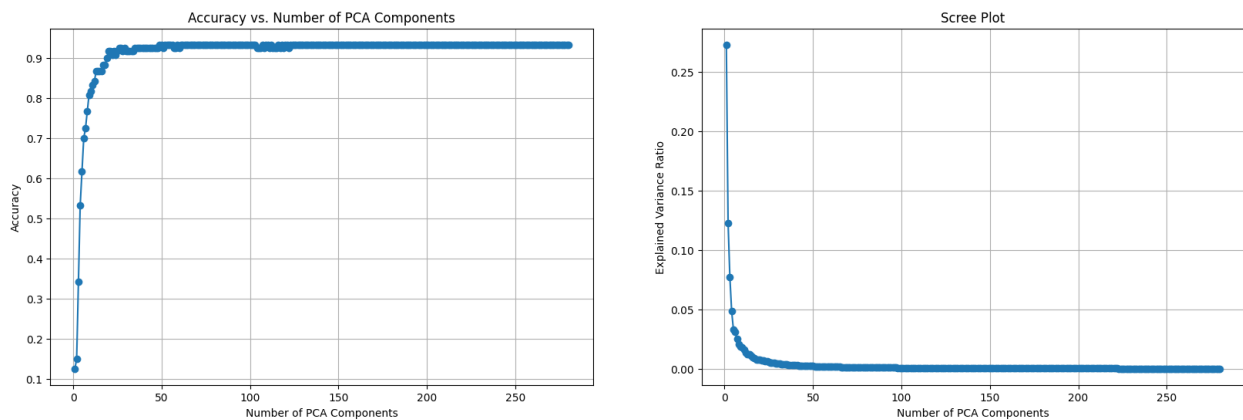 Accuracy vs. Number of PCA Components
Accuracy
0.9
0.8
0.7
0.6
0.5
0.4
0.3
0.2
0.1
0 50 100 150 200 250
Number of PCA Components
Scree Plot
Explained Variance Ratio
0.25
0.20
0.15
0.10
0.05
0.00
0 50 100 150 200 250
Number of PCA Components